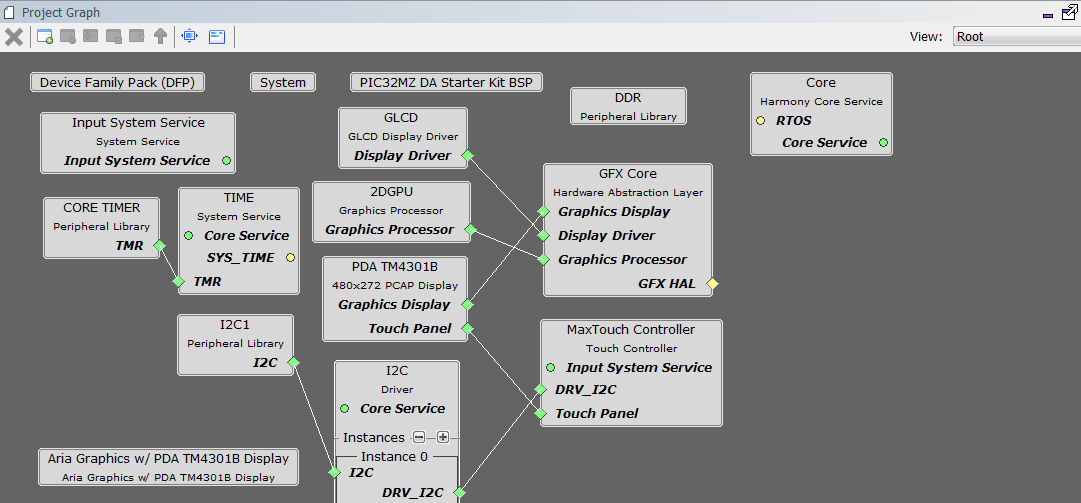 Project Graph
View: Root
Device Family Pack (DFP)
System
PIC32MZ DA Starter Kit BSP
DDR
Peripheral Library
Core
Harmony Core Service
RTOS
Core Service
Input System Service
System Service
Input System Service
GLCD
GLCD Display Driver
Display Driver
GFX Core
Hardware Abstraction Layer
Graphics Display
Display Driver
Graphics Processor
GFX HAL
CORE TIMER
Peripheral Library
TMR
TIME
System Service
Core Service
SYS_TIME
TMR
2DGPU
Graphics Processor
Graphics Processor
PDA TM4301B
480x272 PCAP Display
Graphics Display
Touch Panel
I2C1
Peripheral Library
I2C
MaxTouch Controller
Touch Controller
Input System Service
DRV_I2C
Touch Panel
I2C
Driver
Core Service
Instances
Instance 0
I2C
DRV_I2C
Aria Graphics w/ PDA TM4301B Display
Aria Graphics w/ PDA TM4301B Display